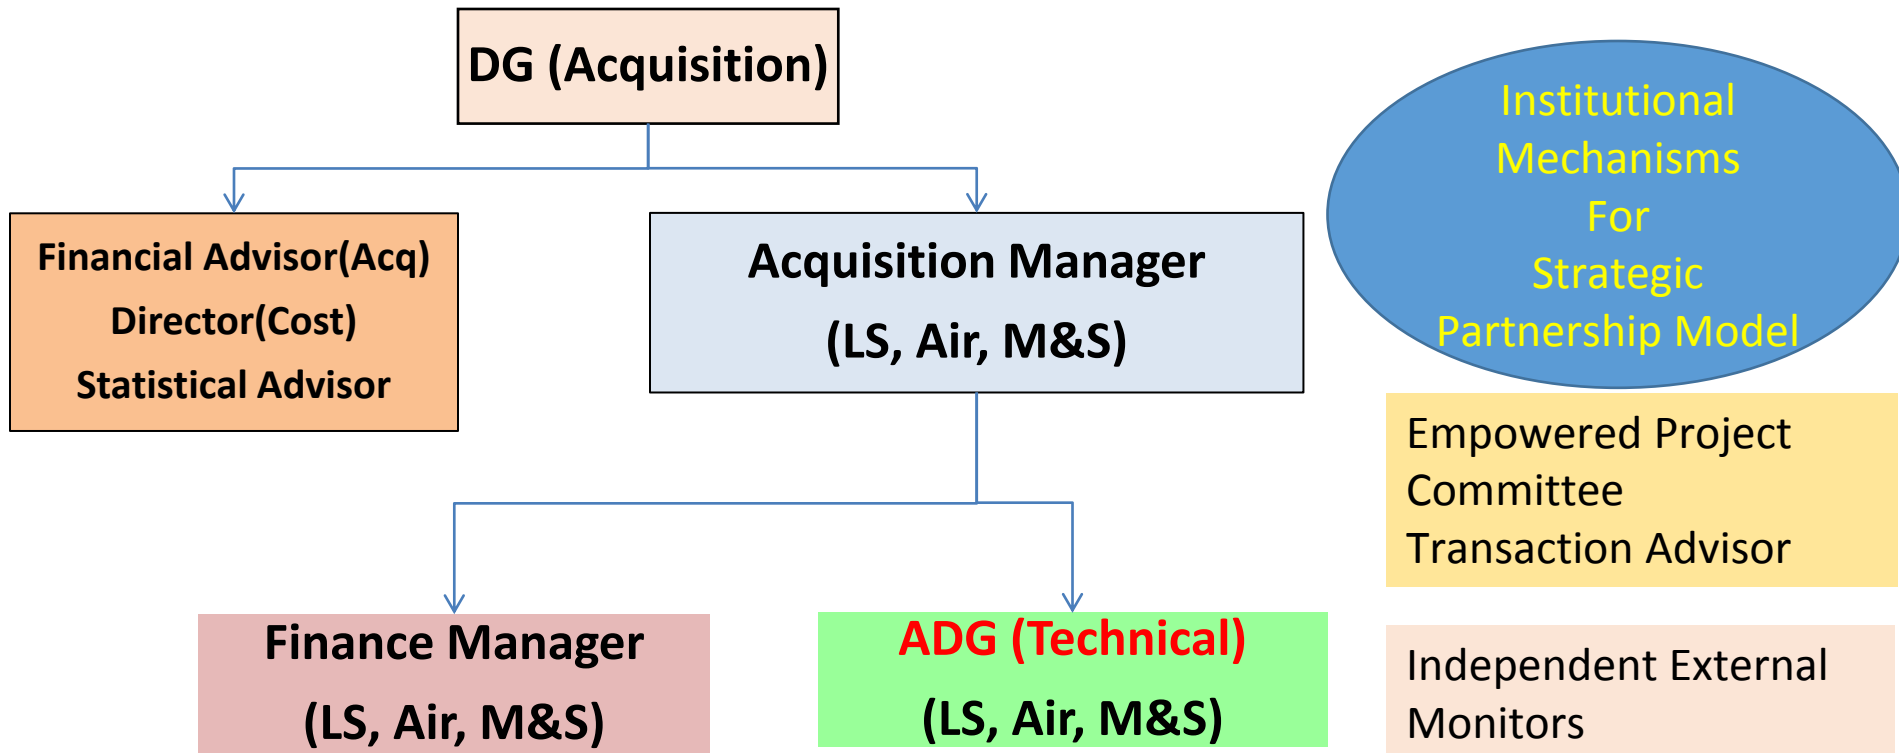 DG (Acquisition)
Financial Advisor(Acq)
Director(Cost)
Statistical Advisor
Acquisition Manager
(LS, Air, M&S)
Finance Manager
(LS, Air, M&S)
ADG (Technical)
(LS, Air, M&S)
Institutional
Mechanisms
For
Strategic
Partnership Model
Empowered Project
Committee
Transaction Advisor
Independent External
Monitors